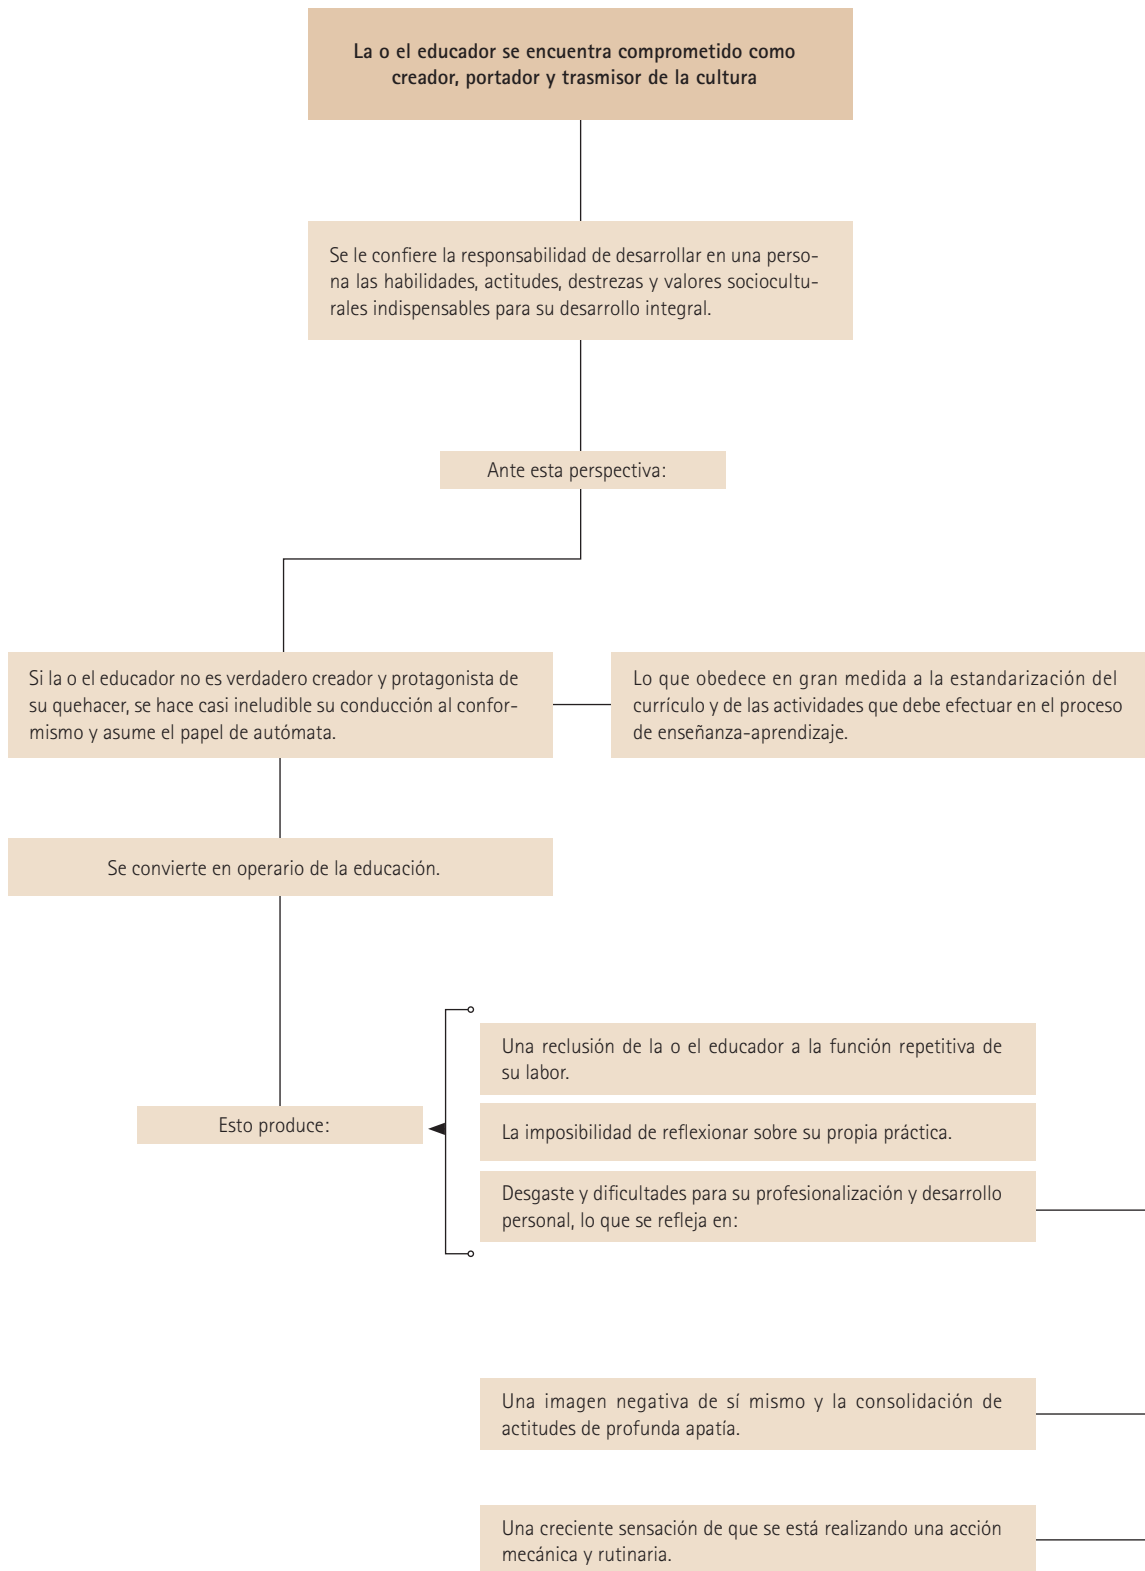 La o el educador se encuentra comprometido como
creador, portador y trasmisor de la cultura
Se le confiere la responsabilidad de desarrollar en una perso-
na las habilidades, actitudes, destrezas y valores sociocultu-
rales indispensables para su desarrollo integral.
Ante esta perspectiva:
Si la o el educador no es verdadero creador y protagonista de
su quehacer, se hace casi ineludible su conducción al confor-
mismo y asume el papel de autómata.
Lo que obedece en gran medida a la estandarización del
currículo y de las actividades que debe efectuar en el proceso
de enseñanza-aprendizaje.
Se convierte en operario de la educación.
Esto produce:
Una reclusión de la o el educador a la función repetitiva de
su labor.
La imposibilidad de reflexionar sobre su propia práctica.
Desgaste y dificultades para su profesionalización y desarrollo
personal, lo que se refleja en:
Una imagen negativa de sí mismo y la consolidación de
actitudes de profunda apatía.
Una creciente sensación de que se está realizando una acción
mecánica y rutinaria.